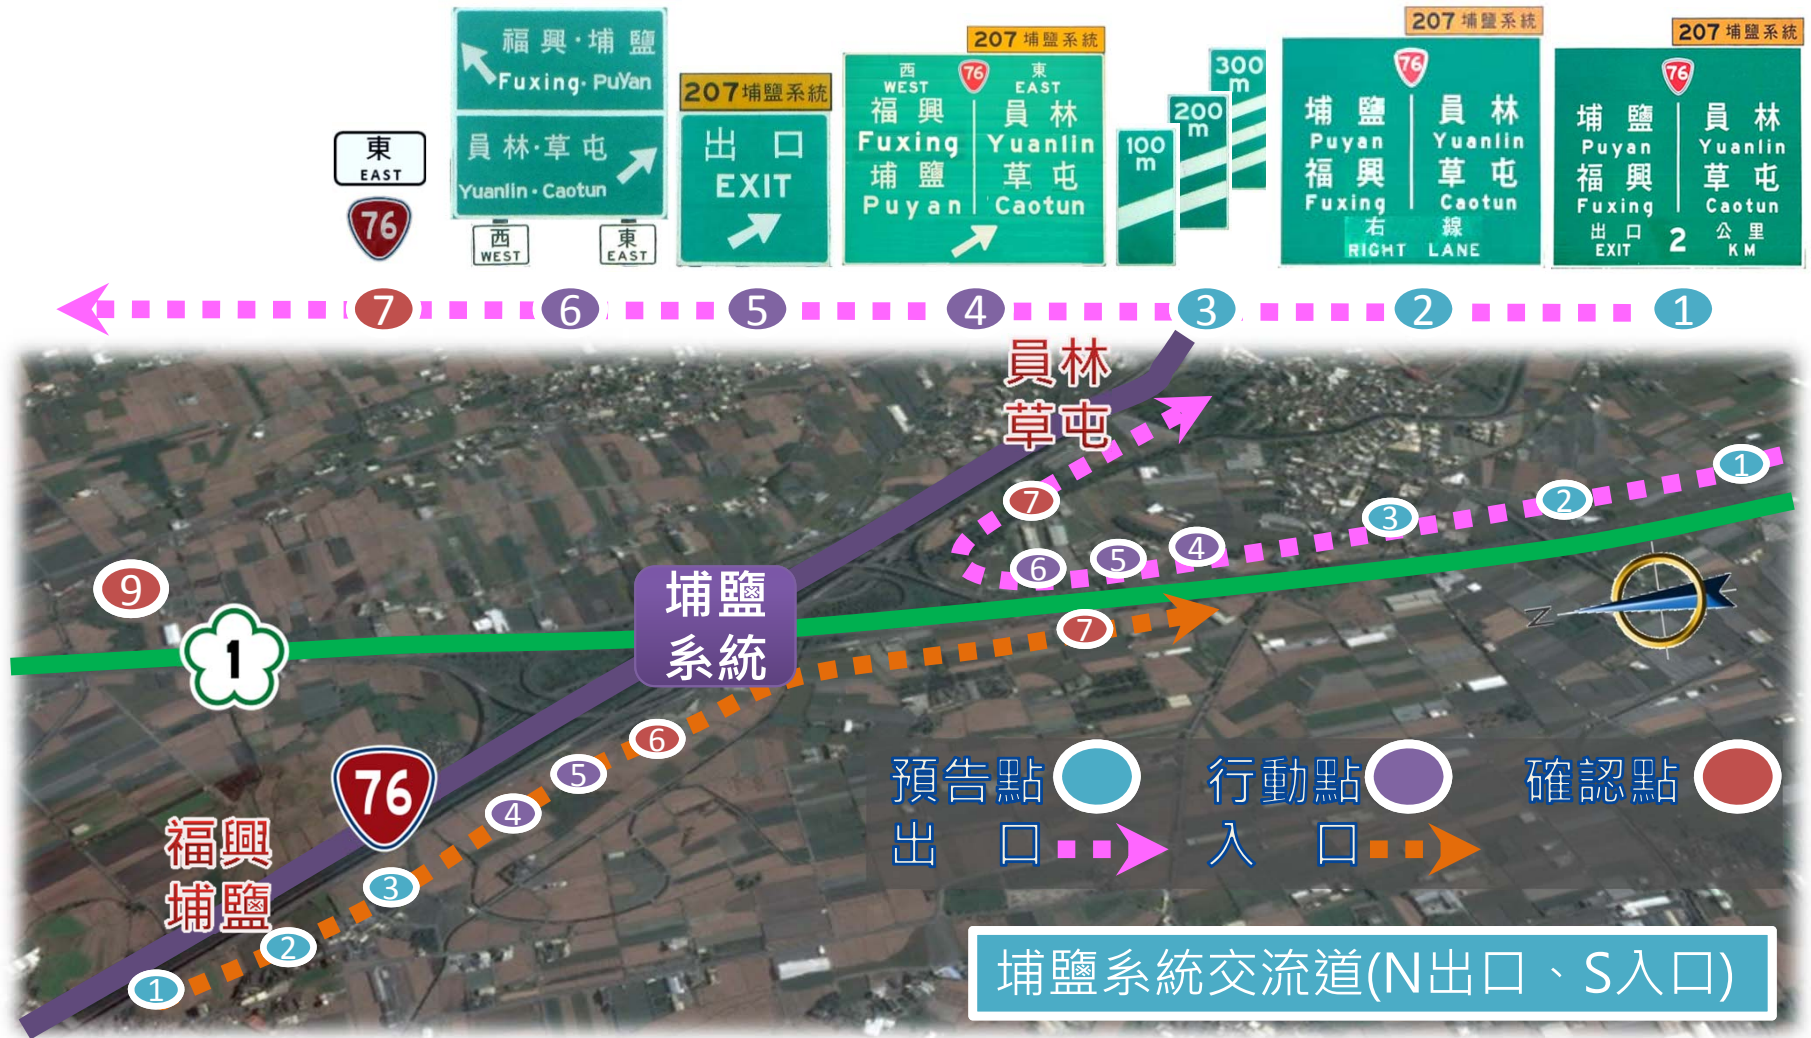 東
EAST
76
福興·埔鹽
Fuxing·PuYan
員林·草屯
Yuanlin·Caotun
西
WEST
東
EAST
207埔鹽系統
出口
EXIT
207埔鹽系統
西 76 東
WEST EAST
福興 員林
Fuxing Yuanlin
埔鹽 草屯
Puyan Caotun
100
m
200
m
300
m
207埔鹽系統
76
埔鹽 員林
Puyan Yuanlin
福興 草屯
Fuxing Caotun
右線
RIGHT LANE
207埔鹽系統
76
埔鹽 員林
Puyan Yuanlin
福興 草屯
Fuxing Caotun
出口 2 公里
EXIT KM
7 6 5 4 3 2 1
員林
草屯
1
2
3
4
5
6
7
7
9
1
埔鹽
系統
N
6
5
4
3
2
1
76
福興
埔鹽
預告點 行動點 確認點
出口 入口
埔鹽系統交流道(N出口、S入口)